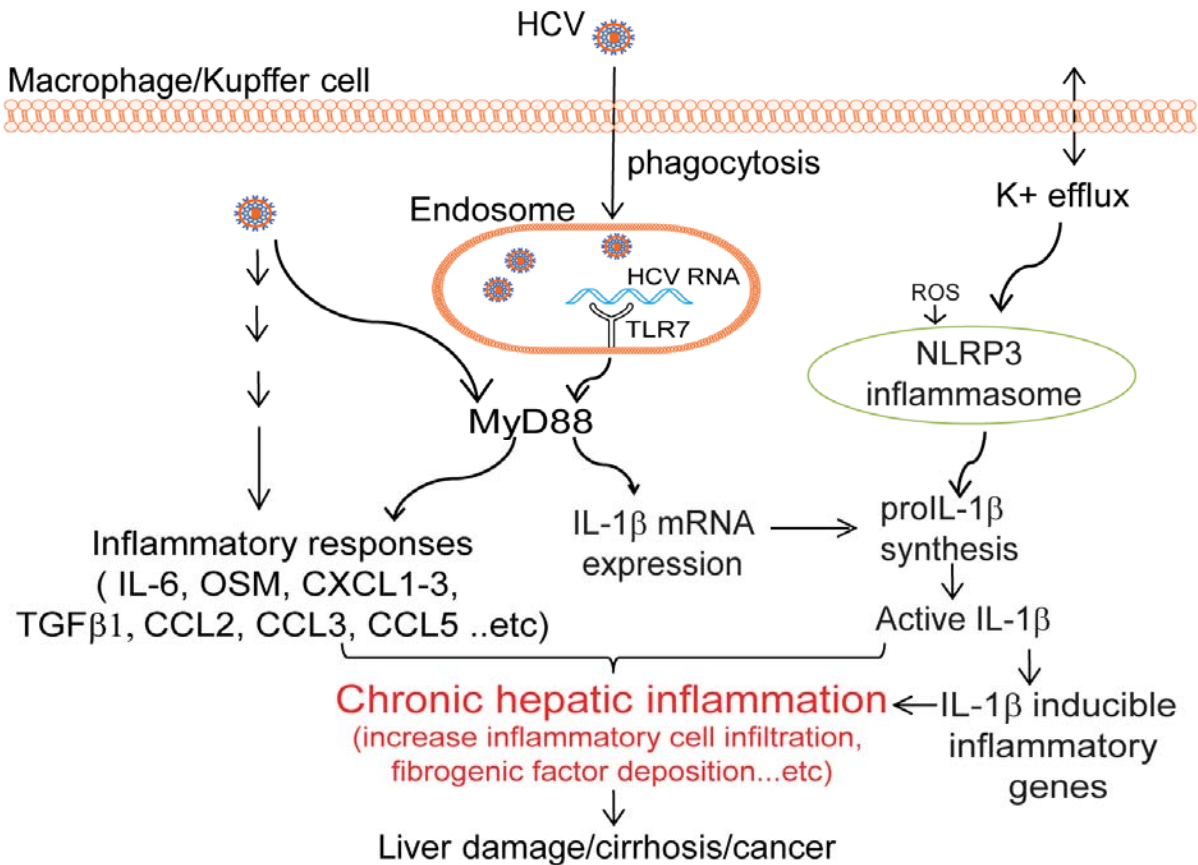 HCV
Macrophage/Kupffer cell
phagocytosis
K+ efflux
Endosome
HCV RNA
TLR7
ROS
NLRP3
inflammasome
MyD88
IL-1β mRNA
expression
proIL-1β
synthesis
Inflammatory responses
( IL-6, OSM, CXCL1-3,
TGFβ1, CCL2, CCL3, CCL5 ..etc)
Active IL-1β
Chronic hepatic inflammation
(increase inflammatory cell infiltration,
fibrogenic factor deposition...etc)
IL-1β inducible
inflammatory
genes
Liver damage/cirrhosis/cancer